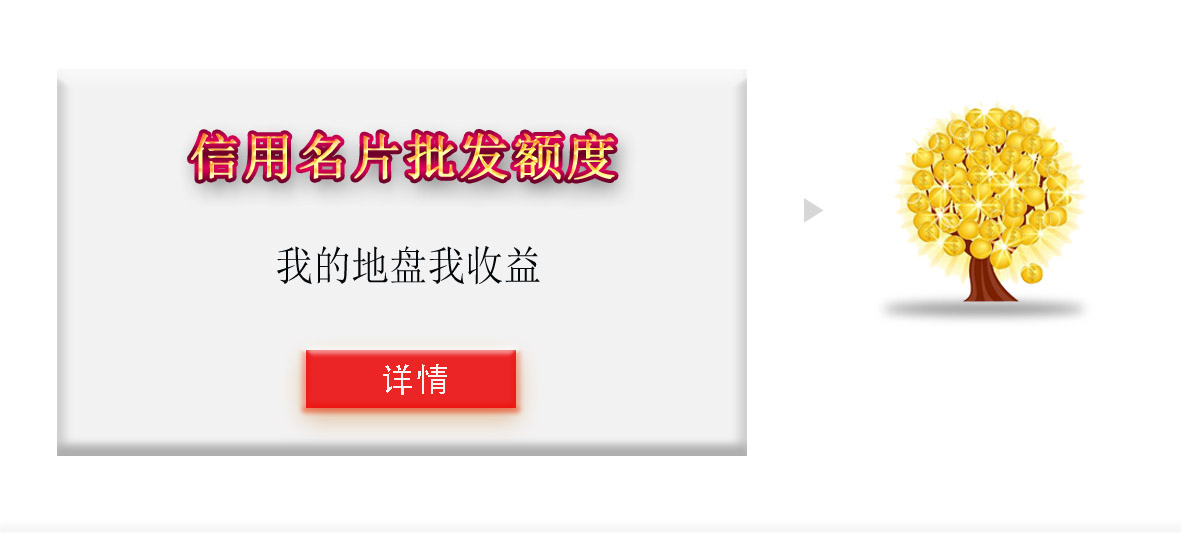 信用名片批发额度
我的地盘我收益
详情